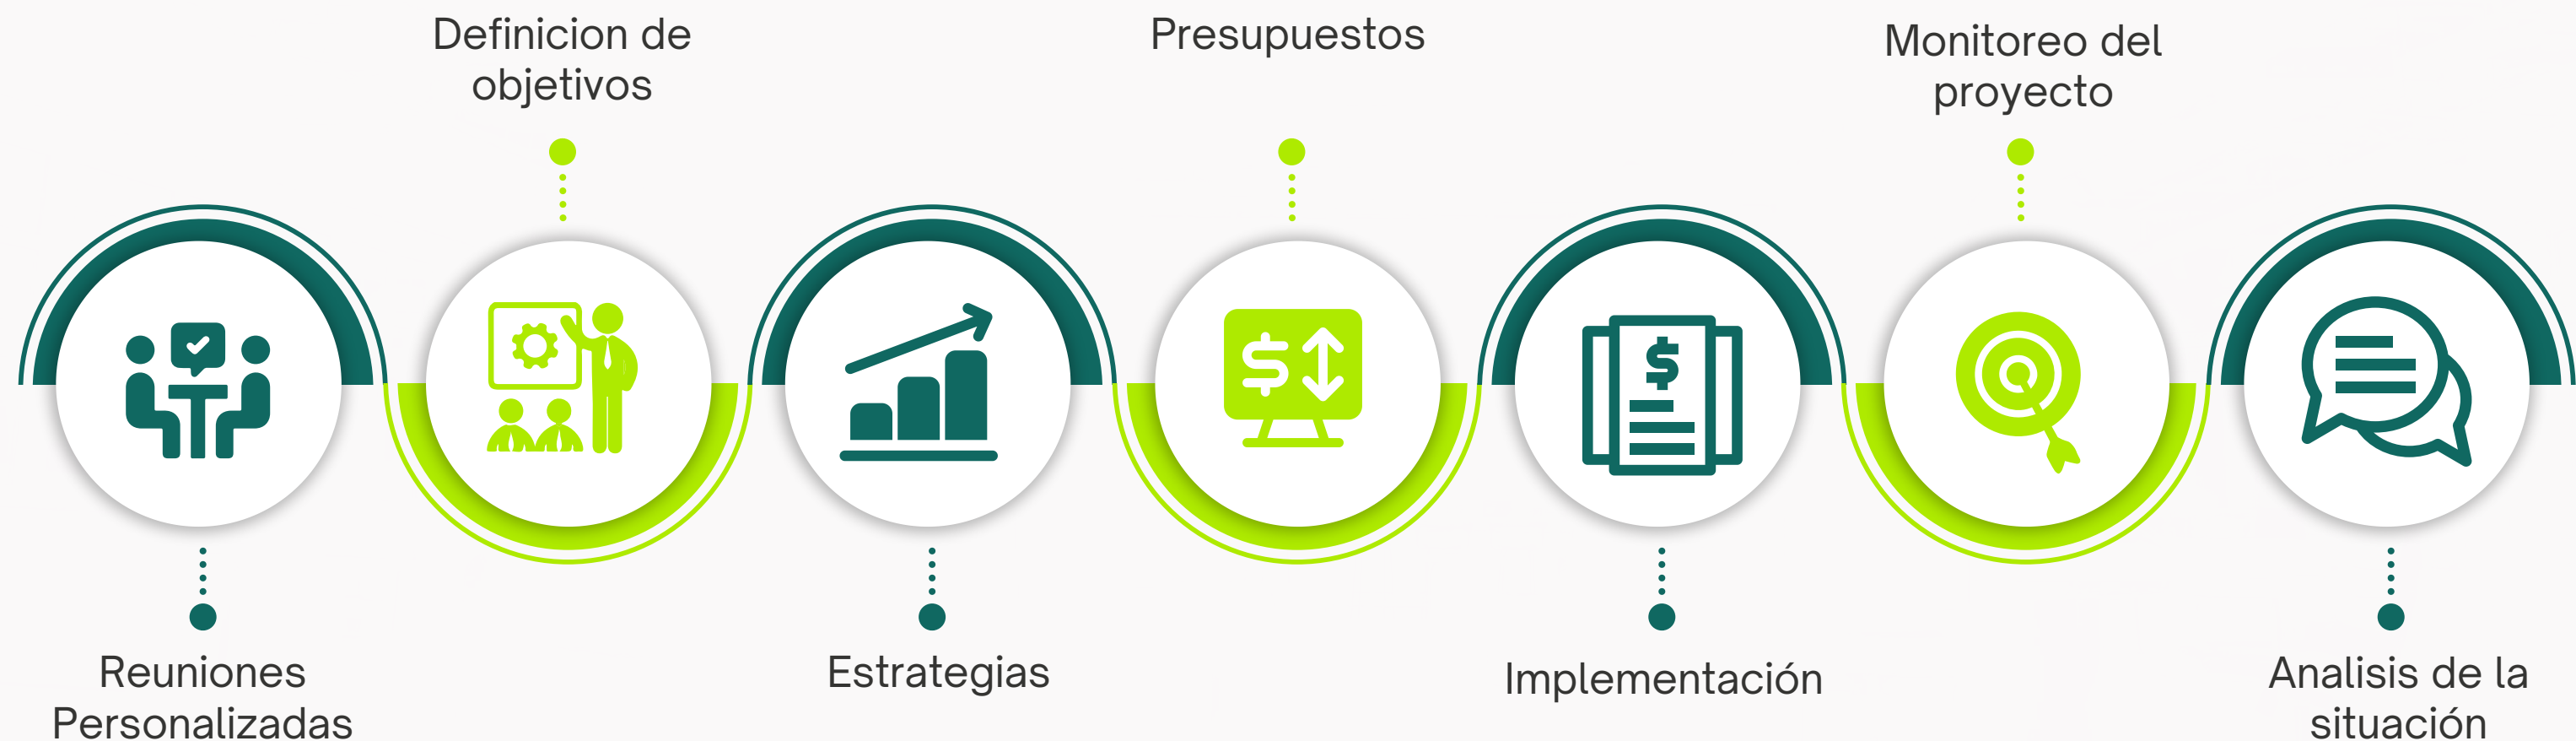 Definicion de
objetivos
Presupuestos
Monitoreo del
proyecto
Reuniones
Personalizadas
Estrategias
Implementación
Analisis de la
situación